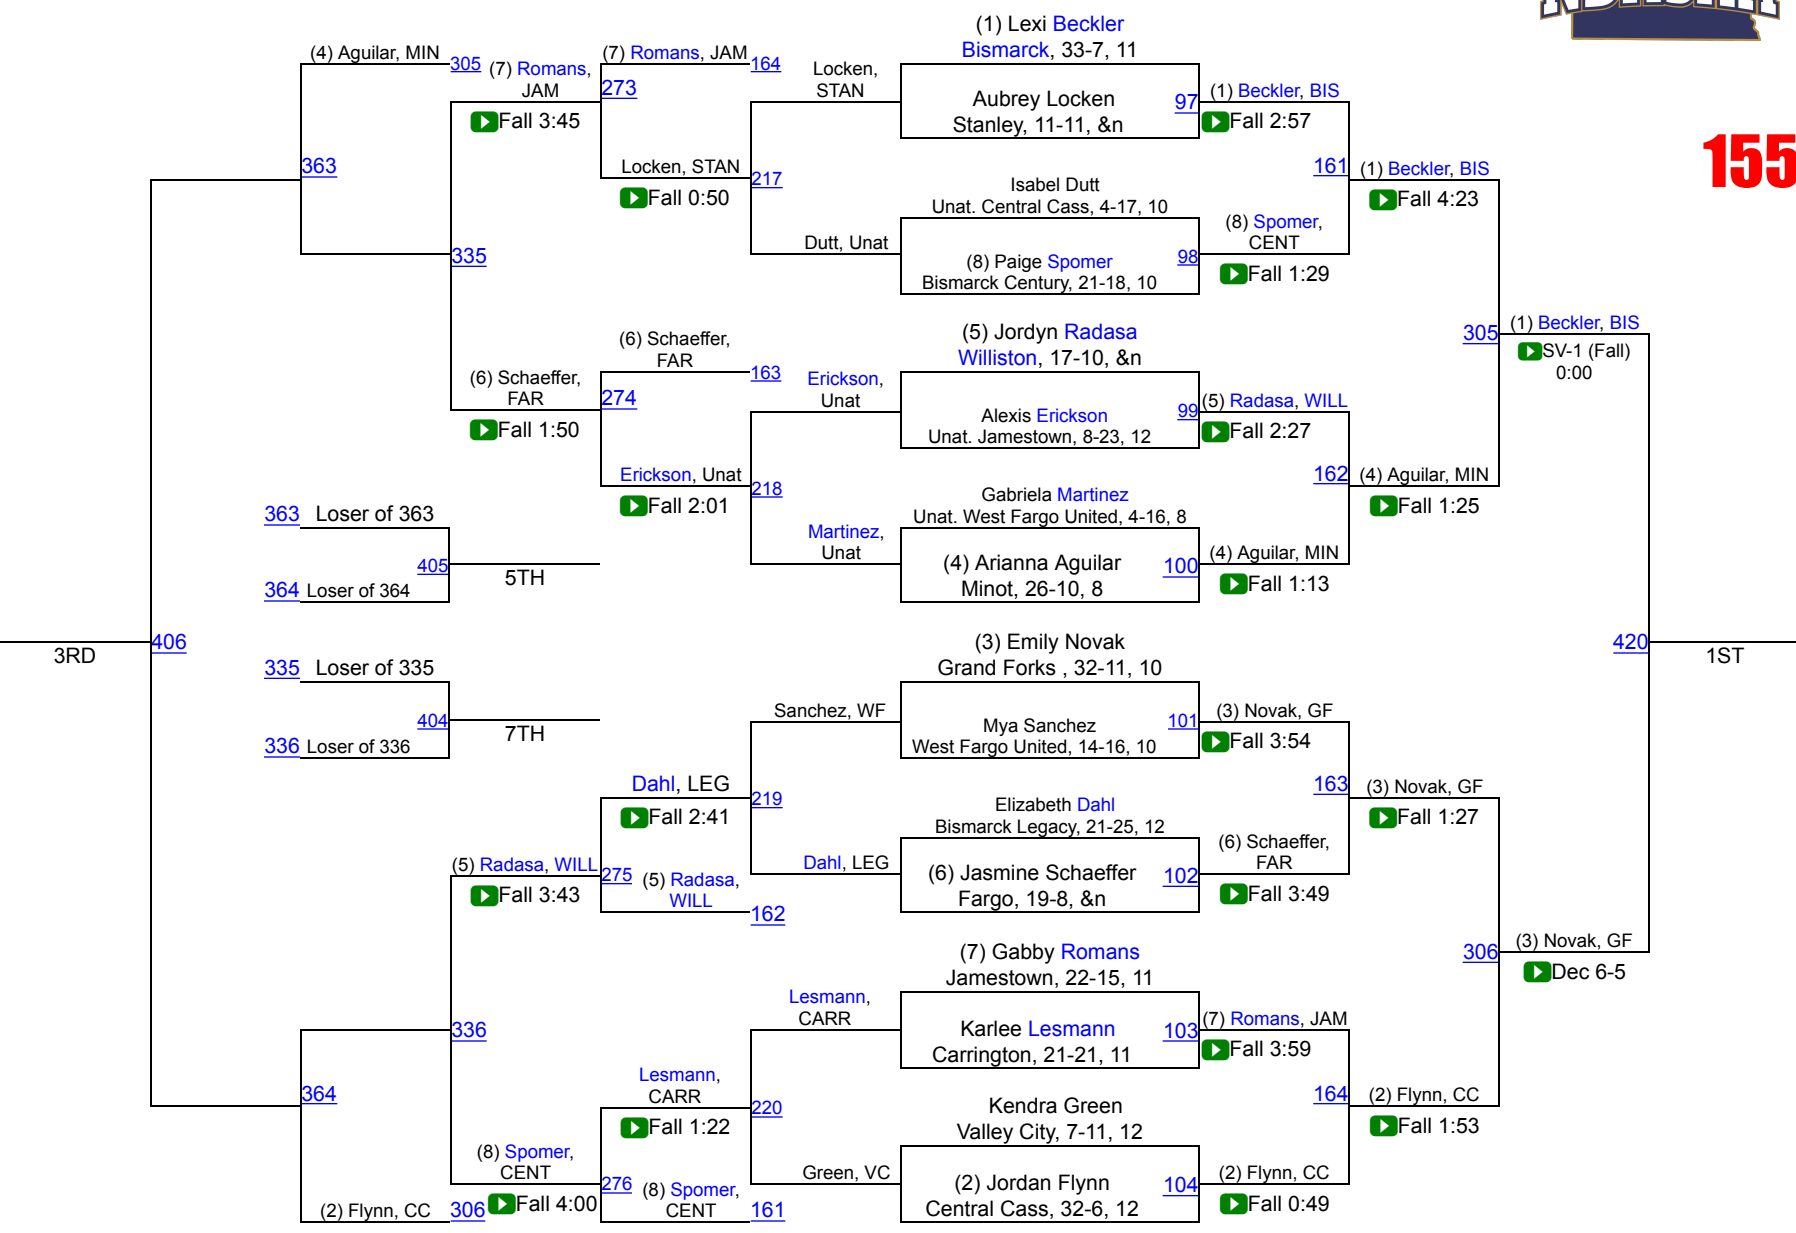 (1) Lexi Beckler
Bismarck, 33-7, 11
(4) Aguilar, MIN
305
(7) Romans,
JAM
Fall 3:45
(7) Romans, JAM
164
273
Locken,
STAN
Aubrey Locken
Stanley, 11-11, &n
97
(1) Beckler, BIS
Fall 2:57
155
363
Locken, STAN
Fall 0:50
217
Isabel Dutt
Unat. Central Cass, 4-17, 10
161
(1) Beckler, BIS
Fall 4:23
Dutt, Unat
(8) Paige Spomer
Bismarck Century, 21-18, 10
98
(8) Spomer,
CENT
Fall 1:29
335
(6) Schaeffer,
FAR
163
(5) Jordyn Radasa
Williston, 17-10, &n
305
(1) Beckler, BIS
SV-1 (Fall)
0:00
(6) Schaeffer,
FAR
Fall 1:50
274
Erickson,
Unat
Alexis Erickson
Unat. Jamestown, 8-23, 12
99
(5) Radasa, WILL
Fall 2:27
Erickson, Unat
Fall 2:01
218
Gabriela Martinez
Unat. West Fargo United, 4-16, 8
162
(4) Aguilar, MIN
Fall 1:25
363
Loser of 363
Martinez,
Unat
(4) Arianna Aguilar
Minot, 26-10, 8
100
(4) Aguilar, MIN
Fall 1:13
405
5TH
364
Loser of 364
3RD
406
(3) Emily Novak
Grand Forks , 32-11, 10
420
1ST
335
Loser of 335
404
7TH
336
Loser of 336
Sanchez, WF
Mya Sanchez
West Fargo United, 14-16, 10
101
(3) Novak, GF
Fall 3:54
Dahl, LEG
Fall 2:41
219
Elizabeth Dahl
Bismarck Legacy, 21-25, 12
163
(3) Novak, GF
Fall 1:27
(5) Radasa, WILL
Fall 3:43
275
(5) Radasa,
WILL
162
Dahl, LEG
(6) Jasmine Schaeffer
Fargo, 19-8, &n
102
(6) Schaeffer,
FAR
Fall 3:49
(7) Gabby Romans
Jamestown, 22-15, 11
306
(3) Novak, GF
Dec 6-5
336
Lesmann,
CARR
Karlee Lesmann
Carrington, 21-21, 11
103
(7) Romans, JAM
Fall 3:59
364
Lesmann,
CARR
Fall 1:22
220
Kendra Green
Valley City, 7-11, 12
164
(2) Flynn, CC
Fall 1:53
(8) Spomer,
CENT
Fall 4:00
276
(8) Spomer,
CENT
161
Green, VC
(2) Jordan Flynn
Central Cass, 32-6, 12
104
(2) Flynn, CC
Fall 0:49
(2) Flynn, CC
306